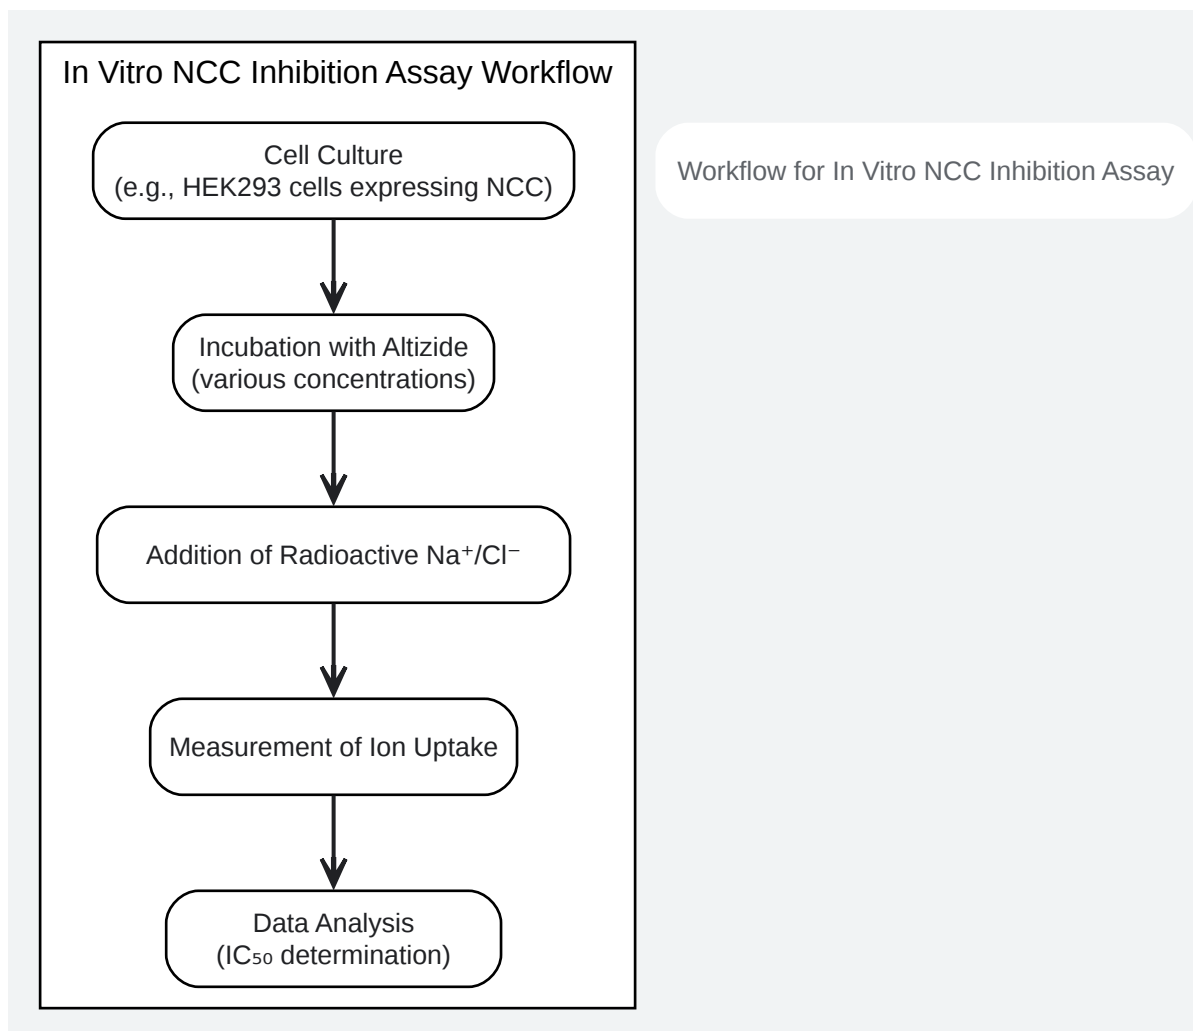 In Vitro NCC Inhibition Assay Workflow
Cell Culture
(e.g., HEK293 cells expressing NCC)
Workflow for In Vitro NCC Inhibition Assay
Incubation with Altizide
(various concentrations)
Addition of Radioactive Na⁺/Cl⁻
Measurement of Ion Uptake
Data Analysis
(IC₅₀ determination)